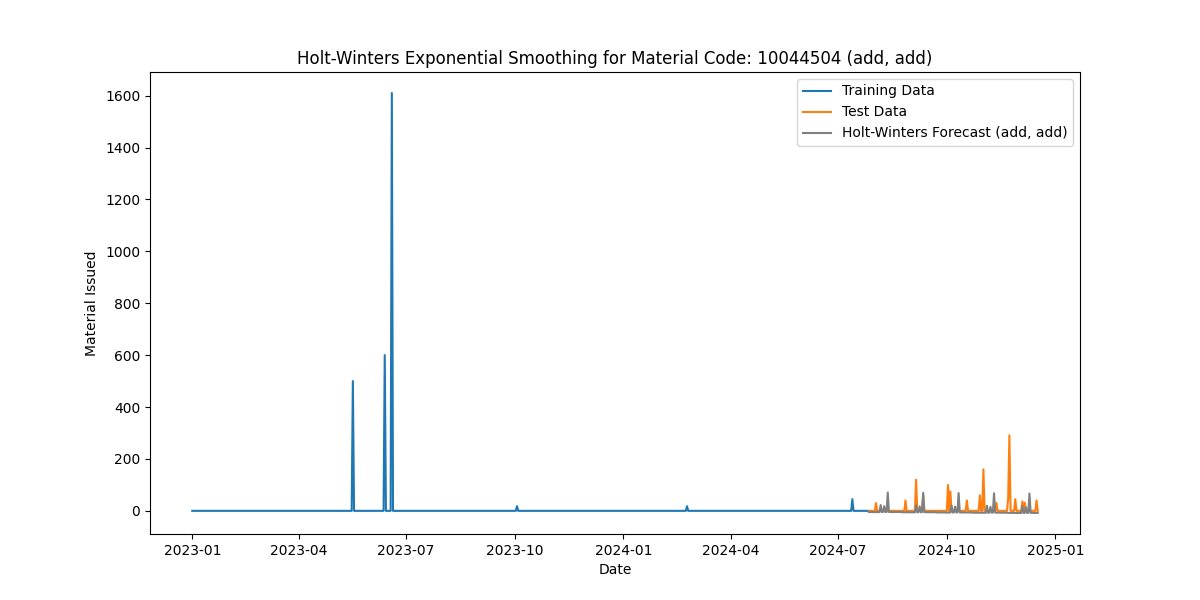 Holt-Winters Exponential Smoothing for Material Code: 10044504 (add, add)
Training Data
Test Data
Holt-Winters Forecast (add, add)
Material Issued
1600
1400
1200
1000
800
600
400
200
0
2023-01 2023-04 2023-07 2023-10 2024-01 2024-04 2024-07 2024-10 2025-01
Date